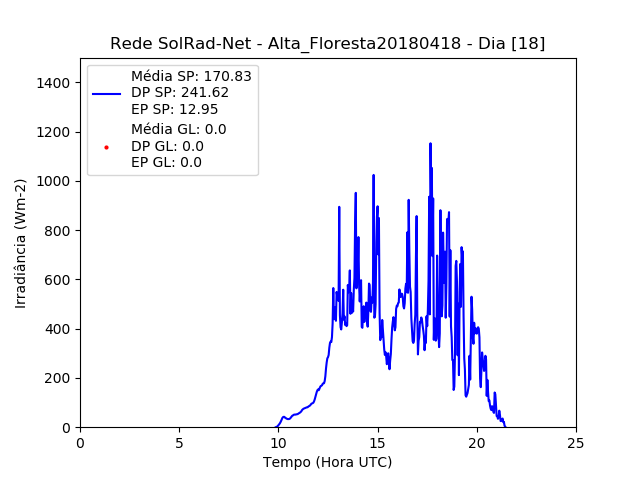 Rede SolRad-Net - Alta_Floresta20180418 - Dia [18]
Média SP: 170.83
DP SP: 241.62
EP SP: 12.95
Média GL: 0.0
DP GL: 0.0
EP GL: 0.0
Irradiância (Wm-2)
1400
1200
1000
800
600
400
200
0
0 5 10 15 20 25
Tempo (Hora UTC)